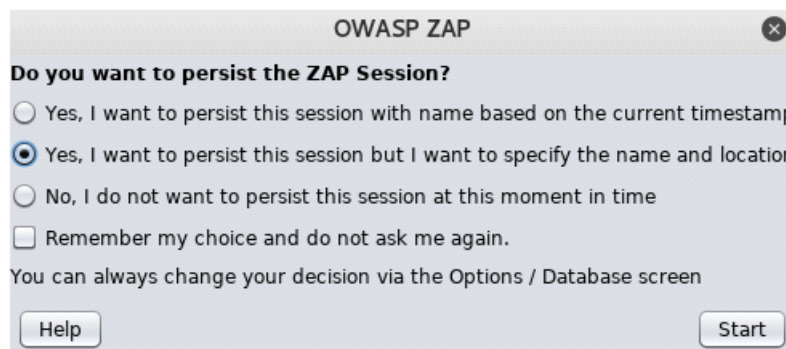 OWASP ZAP
Do you want to persist the ZAP Session?
Yes, I want to persist this session with name based on the current timestamp
Yes, I want to persist this session but I want to specify the name and location
No, I do not want to persist this session at this moment in time
Remember my choice and do not ask me again.
You can always change your decision via the Options / Database screen
Help
Start